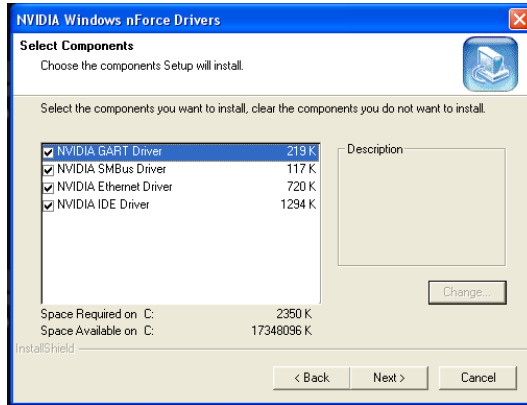 NVIDIA Windows nForce Drivers
Select Components
Choose the components Setup will install.
Select the components you want to install, clear the components you do not want to install.
NVIDIA GART Driver 219 K
NVIDIA SMBus Driver 117 K
NVIDIA Ethernet Driver 720 K
NVIDIA IDE Driver 1294 K
Description
Change...
Space Required on C: 2350 K
Space Available on C: 17348096 K
InstallShield
< Back Next > Cancel